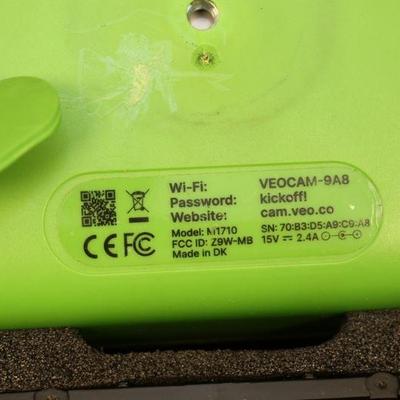 Wi-Fi: VEOCAM-9A8
Password: kickoff!
Website: cam.veo.co
Model: M1710 SN: 70:B3:D5:A9:C9:A8
FCC ID: Z9W-MB 15V 2.4A
Made in DK
CE FC